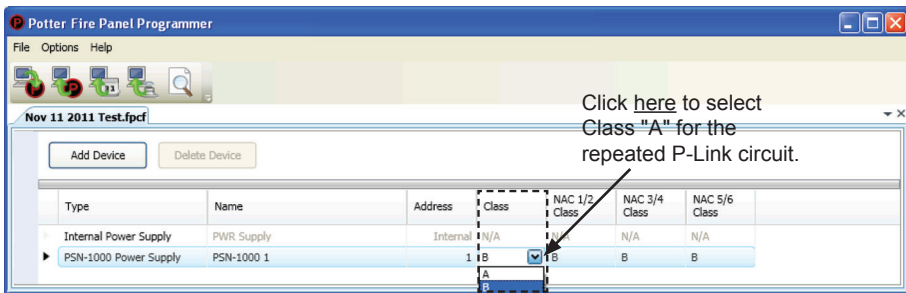 Potter Fire Panel Programmer
File Options Help
Nov 11 2011 Test.fpcf
Click here to select
Class "A" for the
repeated P-Link circuit.
Add Device Delete Device
Type Name Address Class NAC 1/2 Class NAC 3/4 Class NAC 5/6 Class
Internal Power Supply PWR Supply Internal N/A N/A N/A N/A
PSN-1000 Power Supply PSN-1000 1 1 B B B B
A
B